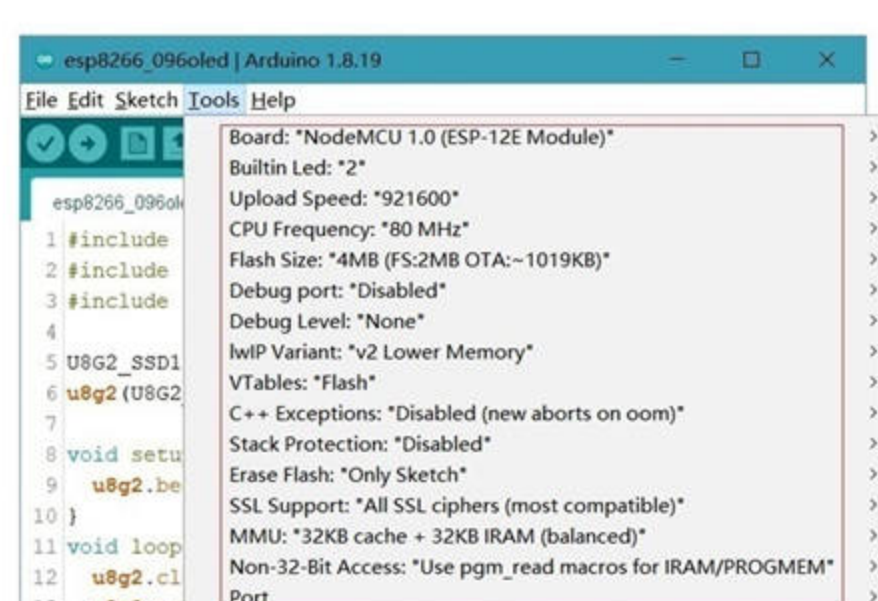 esp8266_096oled | Arduino 1.8.19
File Edit Sketch Tools Help
Board: "NodeMCU 1.0 (ESP-12E Module)"
Builtin Led: "2"
Upload Speed: "921600"
CPU Frequency: "80 MHz"
Flash Size: "4MB (FS:2MB OTA:~1019KB)"
Debug port: "Disabled"
Debug Level: "None"
lwIP Variant: "v2 Lower Memory"
VTables: "Flash"
C++ Exceptions: "Disabled (new aborts on oom)"
Stack Protection: "Disabled"
Erase Flash: "Only Sketch"
SSL Support: "All SSL ciphers (most compatible)"
MMU: "32KB cache + 32KB IRAM (balanced)"
Non-32-Bit Access: "Use pgm_read macros for IRAM/PROGMEM"
Port
esp8266_096ole
1 #include
2 #include
3 #include
4
5 U8G2_SSD1
6 u8g2(U8G2_
7
8 void setu
9 u8g2.be
10 }
11 void loop
12 u8g2.cl